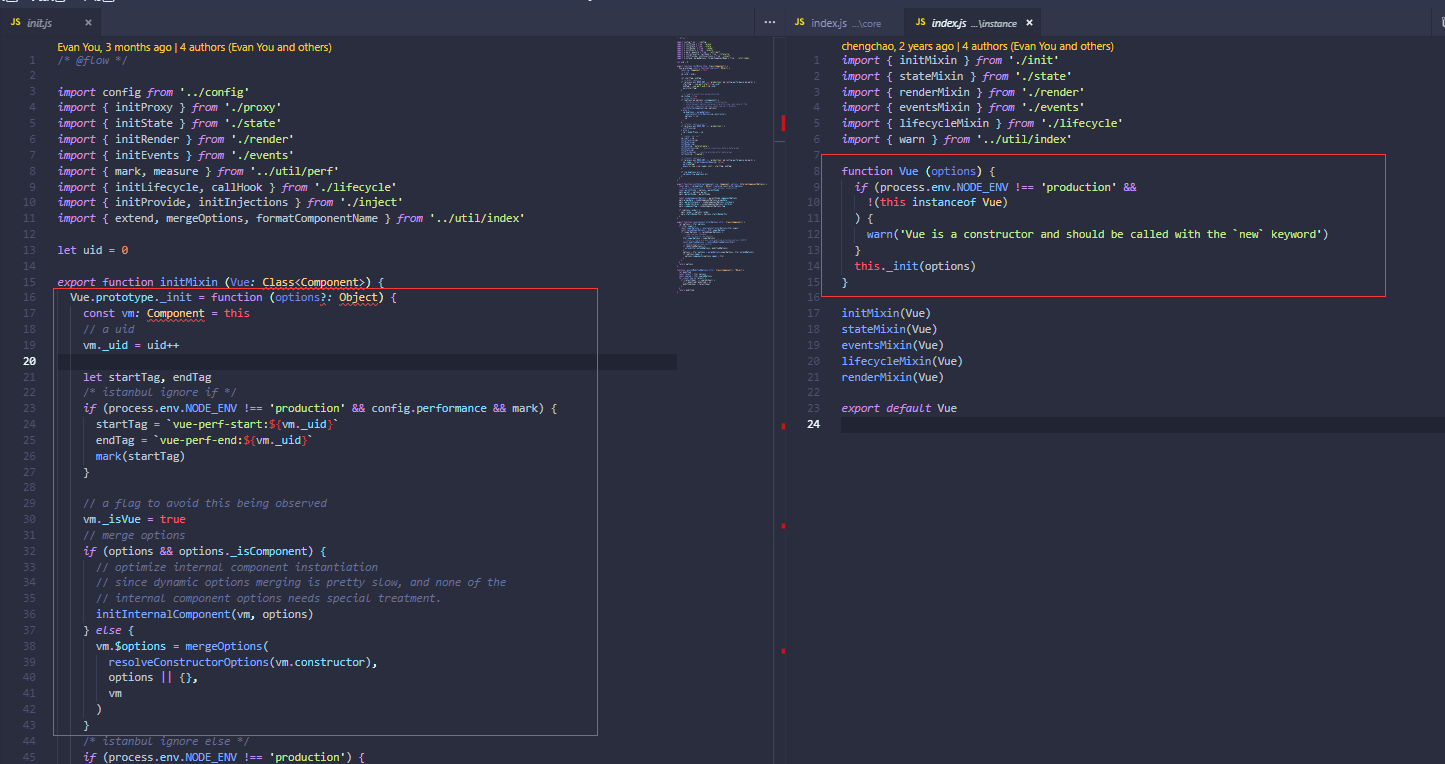 JS init.js ×
Evan You, 3 months ago | 4 authors (Evan You and others)
1 /* @flow */
2
3 import config from '../config'
4 import { initProxy } from './proxy'
5 import { initState } from './state'
6 import { initRender } from './render'
7 import { initEvents } from './events'
8 import { mark, measure } from '../util/perf'
9 import { initLifecycle, callHook } from './lifecycle'
10 import { initProvide, initInjections } from './inject'
11 import { extend, mergeOptions, formatComponentName } from '../util/index'
12
13 let uid = 0
14
15 export function initMixin (Vue: Class<Component>) {
16 Vue.prototype._init = function (options?: Object) {
17 const vm: Component = this
18 // a uid
19 vm._uid = uid++
20
21 let startTag, endTag
22 /* istanbul ignore if */
23 if (process.env.NODE_ENV !== 'production' && config.performance && mark) {
24 startTag = `vue-perf-start:${vm._uid}`
25 endTag = `vue-perf-end:${vm._uid}`
26 mark(startTag)
27 }
28
29 // a flag to avoid this being observed
30 vm._isVue = true
31 // merge options
32 if (options && options._isComponent) {
33 // optimize internal component instantiation
34 // since dynamic options merging is pretty slow, and none of the
35 // internal component options needs special treatment.
36 initInternalComponent(vm, options)
37 } else {
38 vm.$options = mergeOptions(
39 resolveConstructorOptions(vm.constructor),
40 options || {},
41 vm
42 )
43 }
44 /* istanbul ignore else */
45 if (process.env.NODE_ENV !== 'production') {
JS index.js ...\core
JS index.js ...\instance ×
chengchao, 2 years ago | 4 authors (Evan You and others)
1 import { initMixin } from './init'
2 import { stateMixin } from './state'
3 import { renderMixin } from './render'
4 import { eventsMixin } from './events'
5 import { lifecycleMixin } from './lifecycle'
6 import { warn } from '../util/index'
7
8 function Vue (options) {
9 if (process.env.NODE_ENV !== 'production' &&
10 !(this instanceof Vue)
11 ) {
12 warn('Vue is a constructor and should be called with the `new` keyword')
13 }
14 this._init(options)
15 }
16
17 initMixin(Vue)
18 stateMixin(Vue)
19 eventsMixin(Vue)
20 lifecycleMixin(Vue)
21 renderMixin(Vue)
22
23 export default Vue
24